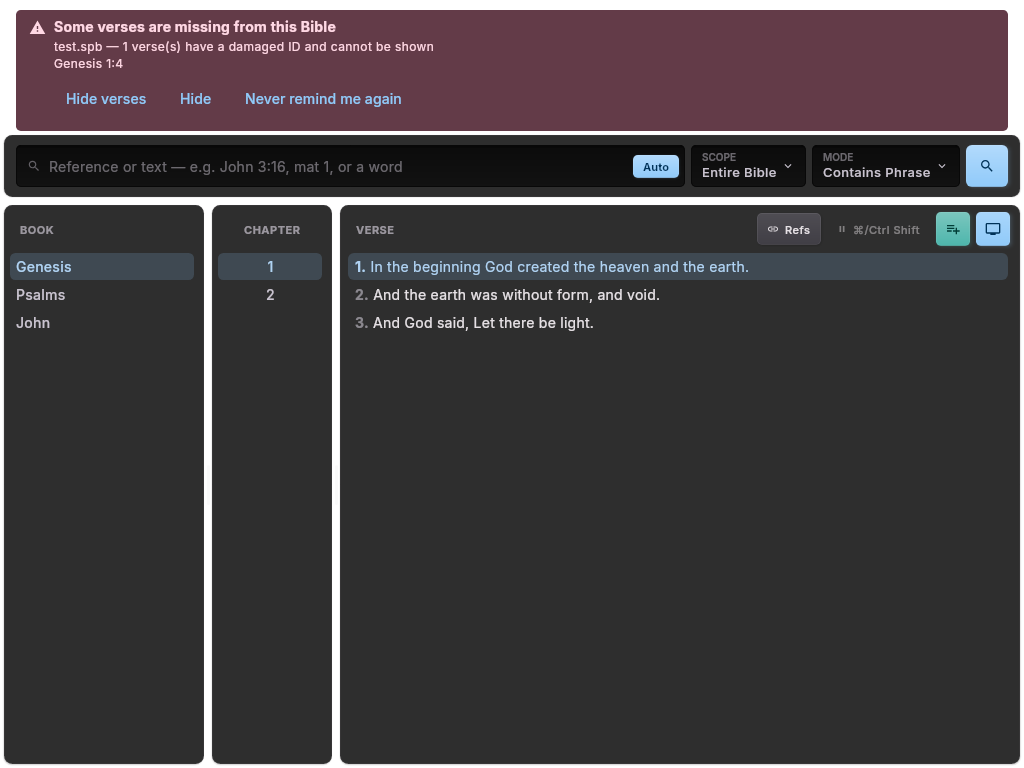 Some verses are missing from this Bible
test.spb — 1 verse(s) have a damaged ID and cannot be shown
Genesis 1:4
Hide verses Hide Never remind me again
Reference or text — e.g. John 3:16, mat 1, or a word
Auto
SCOPE
Entire Bible
MODE
Contains Phrase
BOOK
Genesis
Psalms
John
CHAPTER
1
2
VERSE
Refs
⌘/Ctrl Shift
1. In the beginning God created the heaven and the earth.
2. And the earth was without form, and void.
3. And God said, Let there be light.